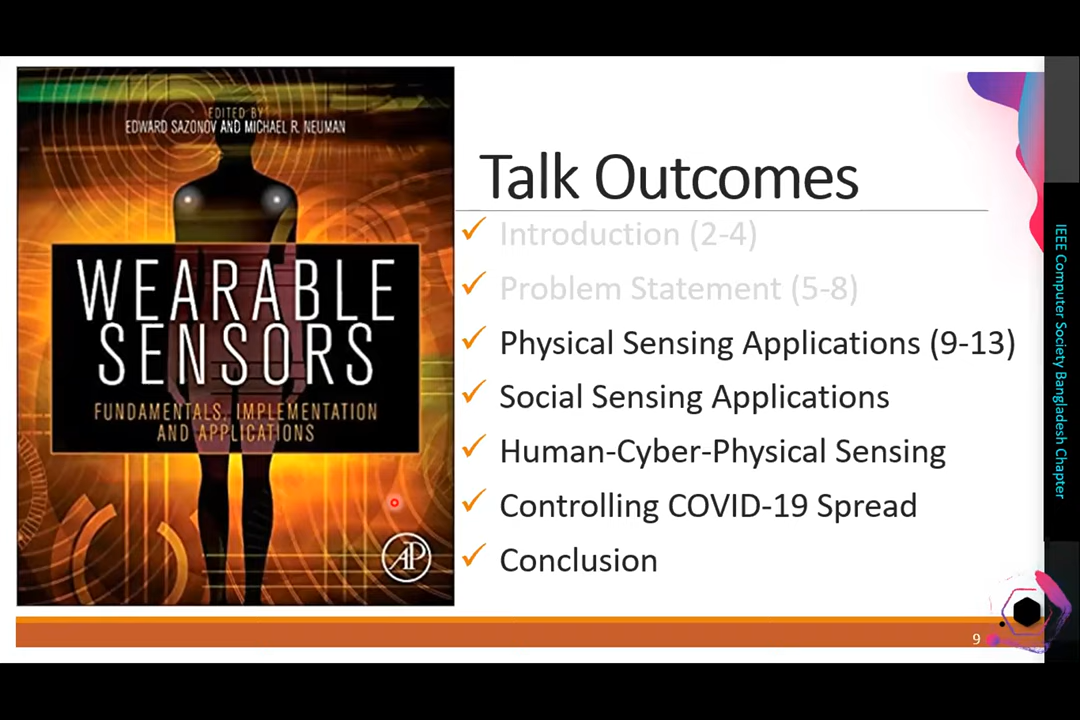 EDITED BY
EDWARD SAZONOV AND MICHAEL R. NEUMAN
WEARABLE
SENSORS
FUNDAMENTALS, IMPLEMENTATION
AND APPLICATIONS
AP
Talk Outcomes
✓ Introduction (2-4)
✓ Problem Statement (5-8)
✓ Physical Sensing Applications (9-13)
✓ Social Sensing Applications
✓ Human-Cyber-Physical Sensing
✓ Controlling COVID-19 Spread
✓ Conclusion
9
IEEE Computer Society Bangladesh Chapter